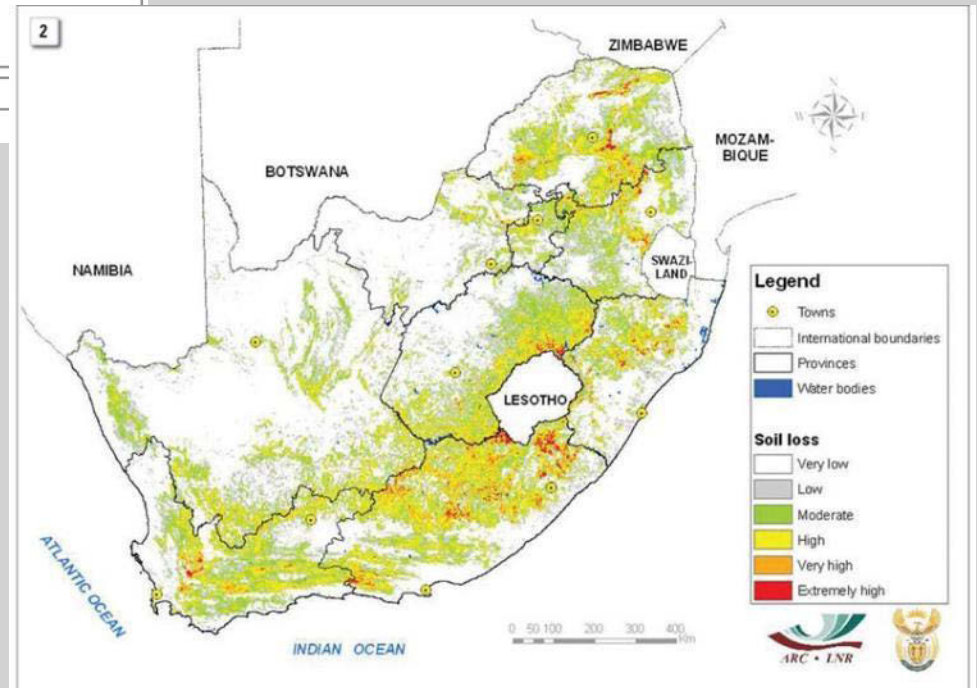 2
ZIMBABWE
N
W
E
S
MOZAM-
BIQUE
BOTSWANA
NAMIBIA
SWAZI-
LAND
LESOTHO
Legend
Towns
International boundaries
Provinces
Water bodies
Soil loss
Very low
Low
Moderate
High
Very high
Extremely high
ATLANTIC OCEAN
INDIAN OCEAN
0 50 100 200 300 400
Km
ARC • LNR